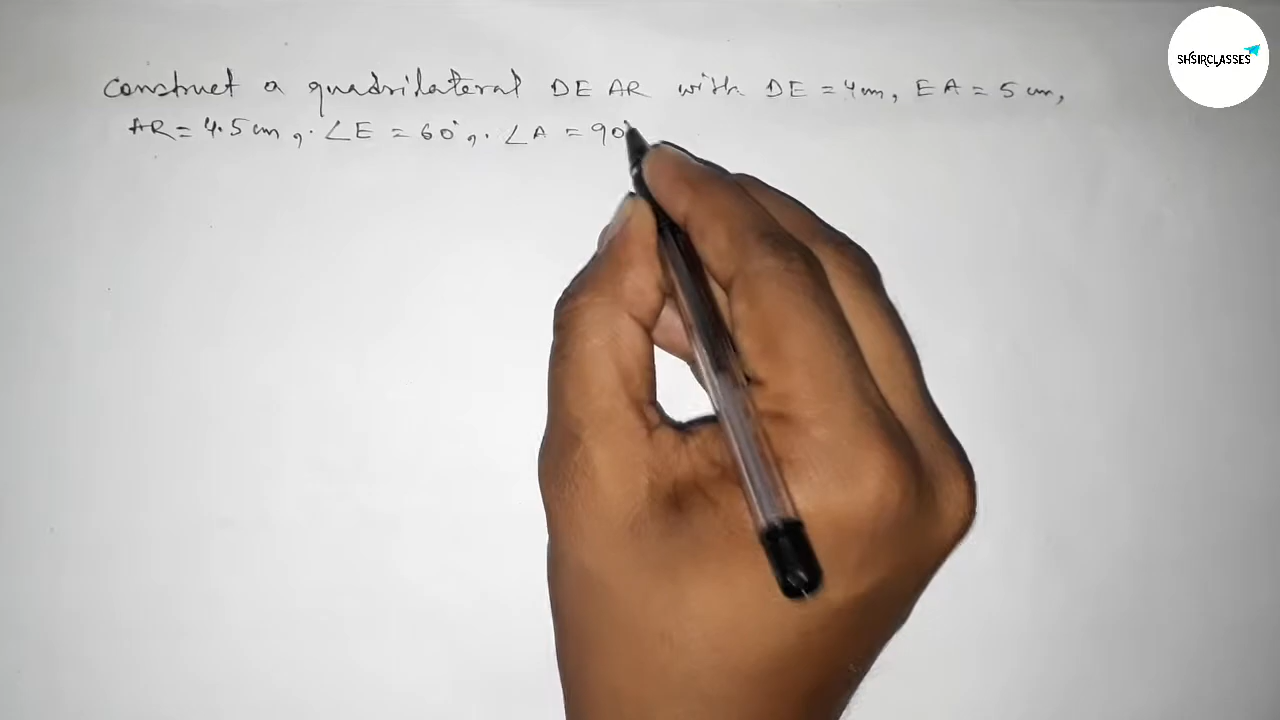 SHSIRCLASSES
Construct a quadrilateral DEAR with DE = 4cm, EA = 5cm,
AR = 4.5cm, ∠E = 60°, ∠A = 90